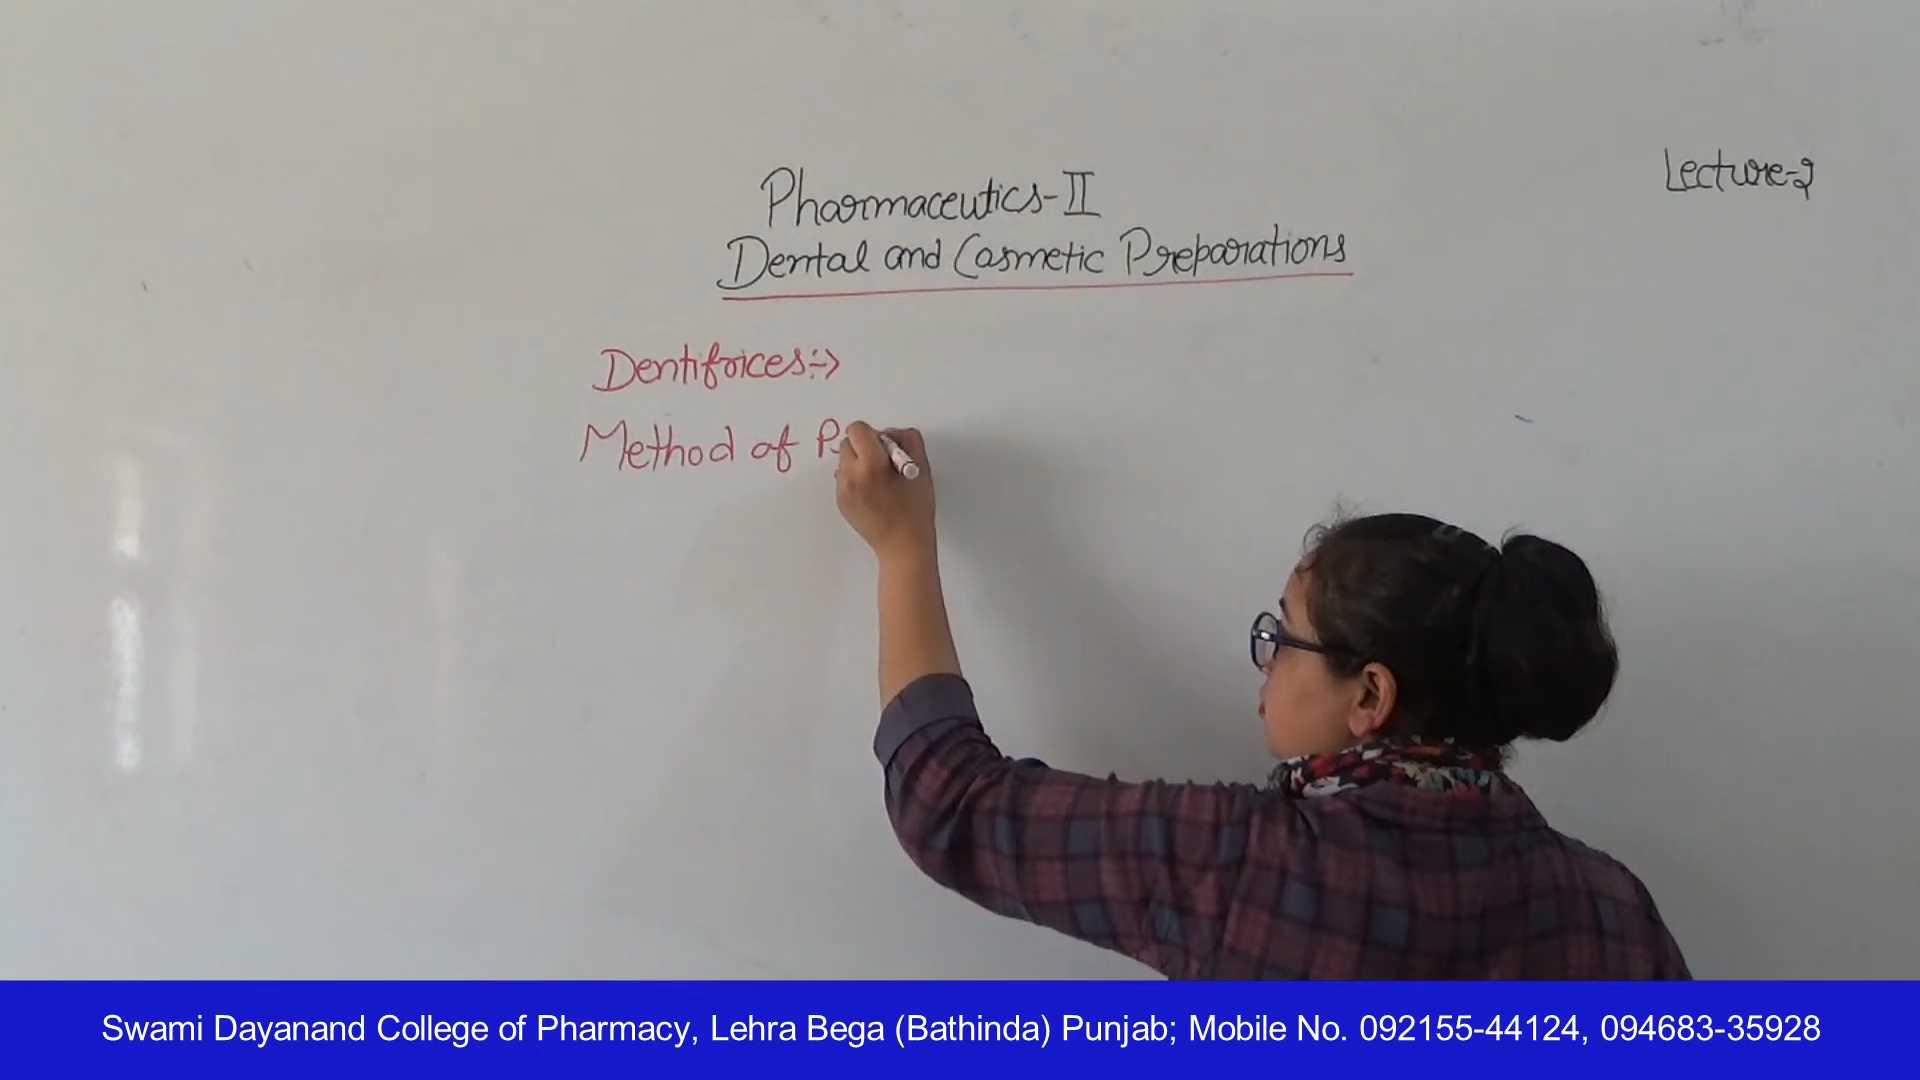 Lecture-2
Pharmaceutics-II
Dental and Cosmetic Preparations
Dentifrices:->
Method of
Swami Dayanand College of Pharmacy, Lehra Bega (Bathinda) Punjab; Mobile No. 092155-44124, 094683-35928